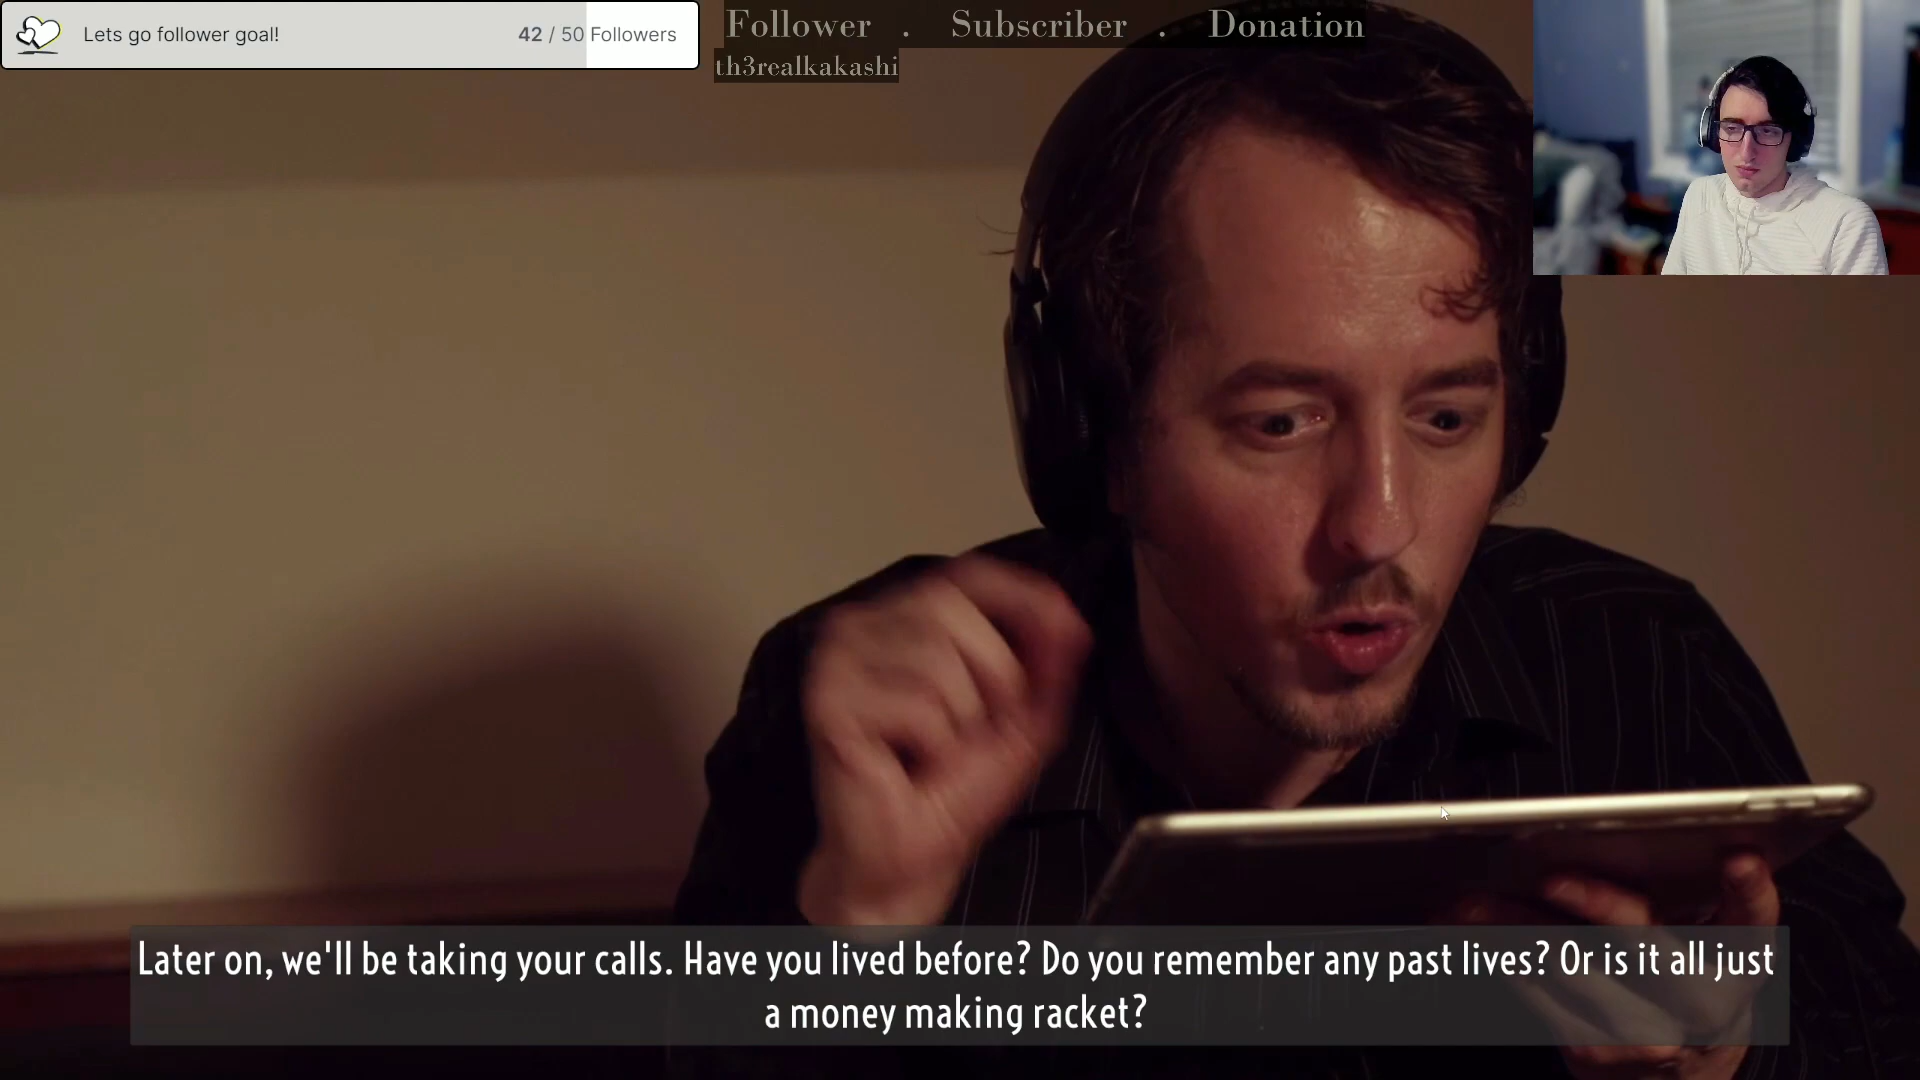 Lets go follower goal!
42 / 50 Followers
Follower . Subscriber . Donation
th3realkakashi
Later on, we'll be taking your calls. Have you lived before? Do you remember any past lives? Or is it all just
a money making racket?